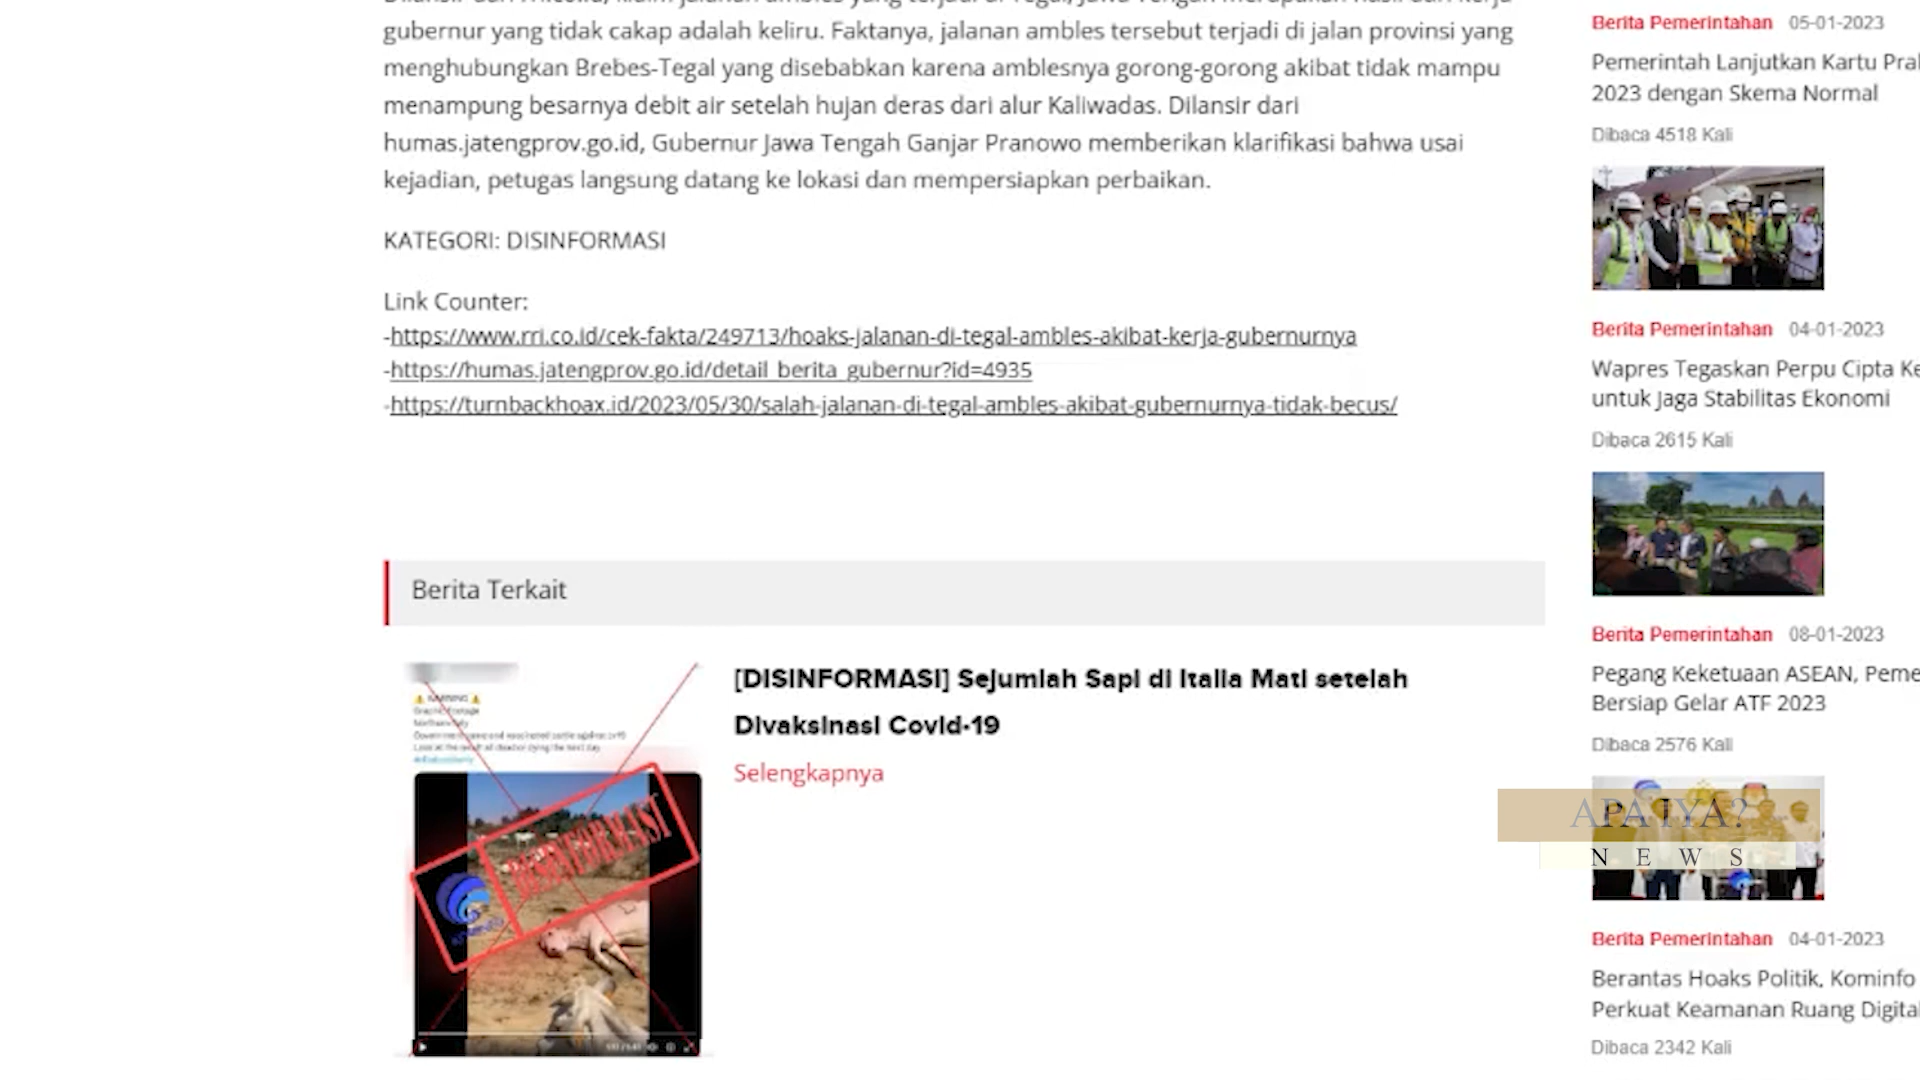 gubernur yang tidak cakap adalah keliru. Faktanya, jalanan ambles tersebut terjadi di jalan provinsi yang
menghubungkan Brebes-Tegal yang disebabkan karena amblesnya gorong-gorong akibat tidak mampu
menampung besarnya debit air setelah hujan deras dari alur Kaliwadas. Dilansir dari
humas.jatengprov.go.id, Gubernur Jawa Tengah Ganjar Pranowo memberikan klarifikasi bahwa usai
kejadian, petugas langsung datang ke lokasi dan mempersiapkan perbaikan.
KATEGORI: DISINFORMASI
Link Counter:
-https://www.rri.co.id/cek-fakta/249713/hoaks-jalanan-di-tegal-ambles-akibat-kerja-gubernurnya
-https://humas.jatengprov.go.id/detail_berita_gubernur?id=4935
-https://turnbackhoax.id/2023/05/30/salah-jalanan-di-tegal-ambles-akibat-gubernurnya-tidak-becus/
Berita Terkait
[DISINFORMASI] Sejumlah Sapi di Italia Mati setelah
Divaksinasi Covid-19
Selengkapnya
WARNING
DISINFORMASI
KOMINFO
Berita Pemerintahan 05-01-2023
Pemerintah Lanjutkan Kartu Pra
2023 dengan Skema Normal
Dibaca 4518 Kali
Berita Pemerintahan 04-01-2023
Wapres Tegaskan Perpu Cipta Ke
untuk Jaga Stabilitas Ekonomi
Dibaca 2615 Kali
Berita Pemerintahan 08-01-2023
Pegang Keketuaan ASEAN, Peme
Bersiap Gelar ATF 2023
Dibaca 2576 Kali
APA IYA?
NEWS
Berita Pemerintahan 04-01-2023
Berantas Hoaks Politik, Kominfo
Perkuat Keamanan Ruang Digital
Dibaca 2342 Kali